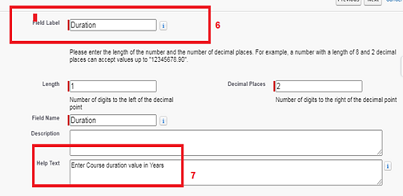 Previous Next
Field Label Duration i 6
Please enter the length of the number and the number of decimal places. For example, a number with a length of 8 and 2 decimal
places can accept values up to "12345678.90".
Length 1 Decimal Places 2
Number of digits to the left of the decimal
point
Number of digits to the right of the decimal point
Field Name Duration i
Description
Help Text Enter Course duration value in Years i
7